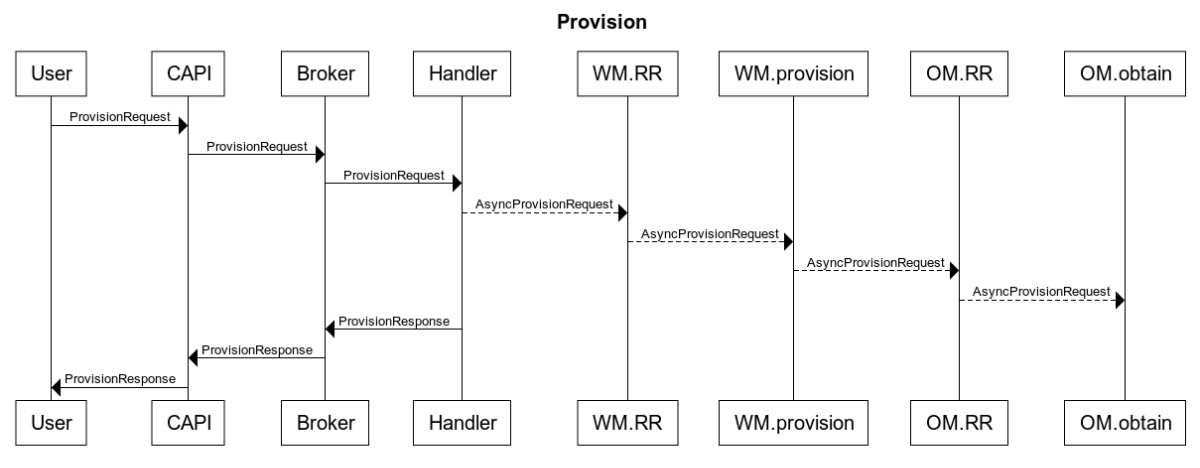 Provision
User CAPI Broker Handler WM.RR WM.provision OM.RR OM.obtain
ProvisionRequest
ProvisionRequest
ProvisionRequest
AsyncProvisionRequest
AsyncProvisionRequest
AsyncProvisionRequest
AsyncProvisionRequest
ProvisionResponse
ProvisionResponse
ProvisionResponse
User CAPI Broker Handler WM.RR WM.provision OM.RR OM.obtain